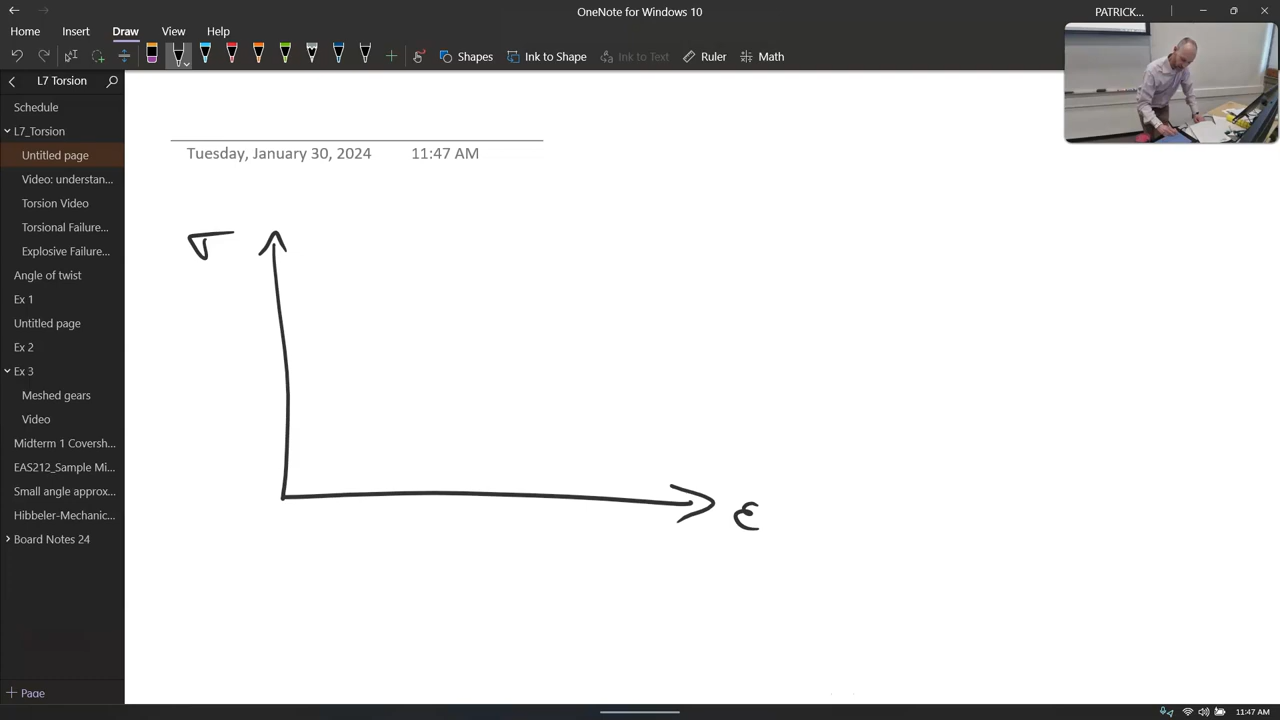 OneNote for Windows 10
PATRICK...
Home
Insert
Draw
View
Help
Shapes
Ink to Shape
Ink to Text
Ruler
Math
L7 Torsion
Schedule
L7_Torsion
Untitled page
Video: understan...
Torsion Video
Torsional Failure...
Explosive Failure...
Angle of twist
Ex 1
Untitled page
Ex 2
Ex 3
Meshed gears
Video
Midterm 1 Coversh...
EAS212_Sample Mi...
Small angle approx...
Hibbeler-Mechanic...
Board Notes 24
Page
Tuesday, January 30, 2024 11:47 AM
σ
ε
11:47 AM